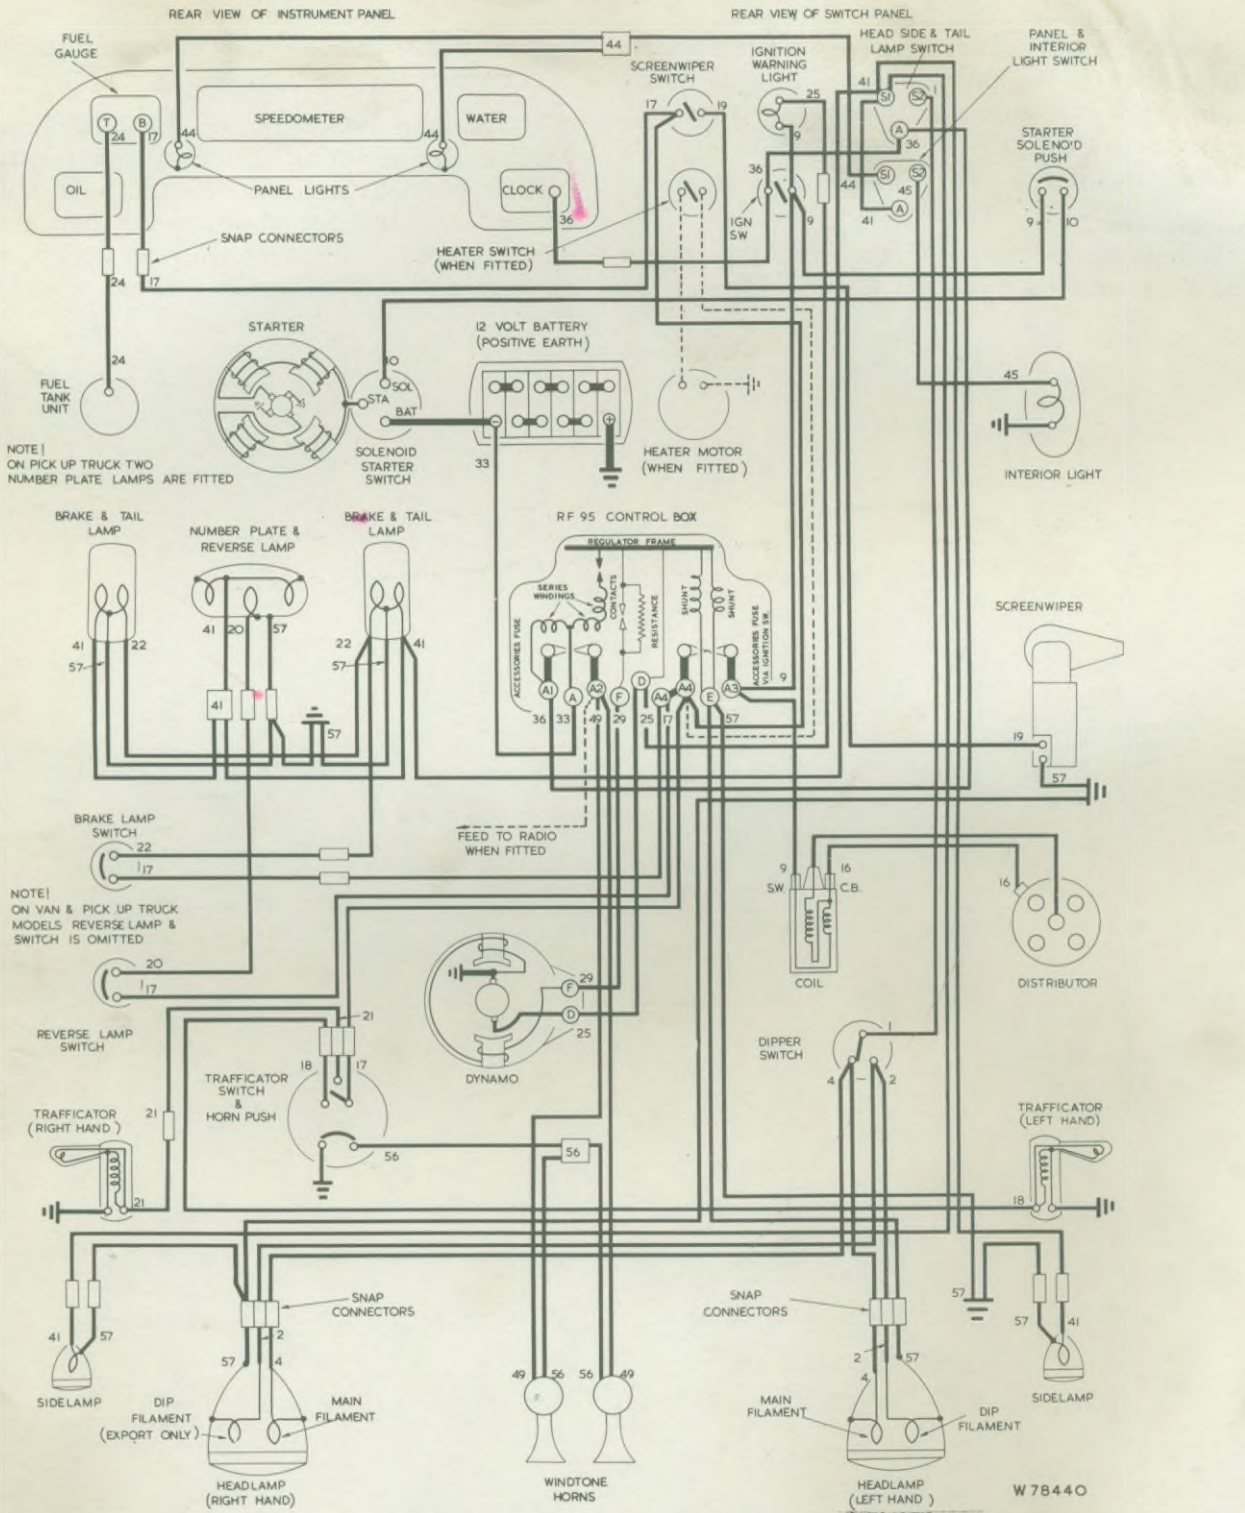 REAR VIEW OF INSTRUMENT PANEL
REAR VIEW OF SWITCH PANEL
FUEL
GAUGE
44
SCREENWIPER
SWITCH
IGNITION
WARNING
LIGHT
HEAD SIDE & TAIL
LAMP SWITCH
PANEL &
INTERIOR
LIGHT SWITCH
T
B
24
17
SPEEDOMETER
WATER
44
44
17
19
25
9
41
S1
S2
1
A
36
STARTER
SOLENO'D
PUSH
OIL
PANEL LIGHTS
CLOCK
36
36
IGN
SW
9
44
S1
S2
45
41
A
9
10
SNAP CONNECTORS
HEATER SWITCH
(WHEN FITTED)
24
17
STARTER
12 VOLT BATTERY
(POSITIVE EARTH)
24
FUEL
TANK
UNIT
10
SOL
STA
BAT
45
NOTE!
ON PICK UP TRUCK TWO
NUMBER PLATE LAMPS ARE FITTED
SOLENOID
STARTER
SWITCH
33
HEATER MOTOR
(WHEN FITTED)
INTERIOR LIGHT
BRAKE & TAIL
LAMP
NUMBER PLATE &
REVERSE LAMP
BRAKE & TAIL
LAMP
RF 95 CONTROL BOX
REGULATOR FRAME
SERIES
WINDINGS
CONTACTS
RESISTANCE
SHUNT
SHUNT
ACCESSORIES FUSE
ACCESSORIES FUSE
VIA IGNITION SW.
SCREENWIPER
41
22
57
41
20
57
22
41
57
41
57
A1
A
A2
F
D
A4
A4
E
A3
9
36
33
49
29
25
17
57
19
57
BRAKE LAMP
SWITCH
22
17
FEED TO RADIO
WHEN FITTED
9
16
S.W.
C.B.
16
NOTE!
ON VAN & PICK UP TRUCK
MODELS REVERSE LAMP &
SWITCH IS OMITTED
20
17
REVERSE LAMP
SWITCH
F
29
D
25
DYNAMO
COIL
DISTRIBUTOR
21
18
17
TRAFFICATOR
SWITCH
&
HORN PUSH
DIPPER
SWITCH
1
4
2
TRAFFICATOR
(RIGHT HAND)
21
21
56
56
TRAFFICATOR
(LEFT HAND)
18
SNAP
CONNECTORS
SNAP
CONNECTORS
57
41
57
2
57
4
SIDELAMP
DIP
FILAMENT
(EXPORT ONLY)
MAIN
FILAMENT
HEADLAMP
(RIGHT HAND)
49
56
56
49
WINDTONE
HORNS
2
57
4
MAIN
FILAMENT
DIP
FILAMENT
HEADLAMP
(LEFT HAND)
57
41
SIDELAMP
W78440